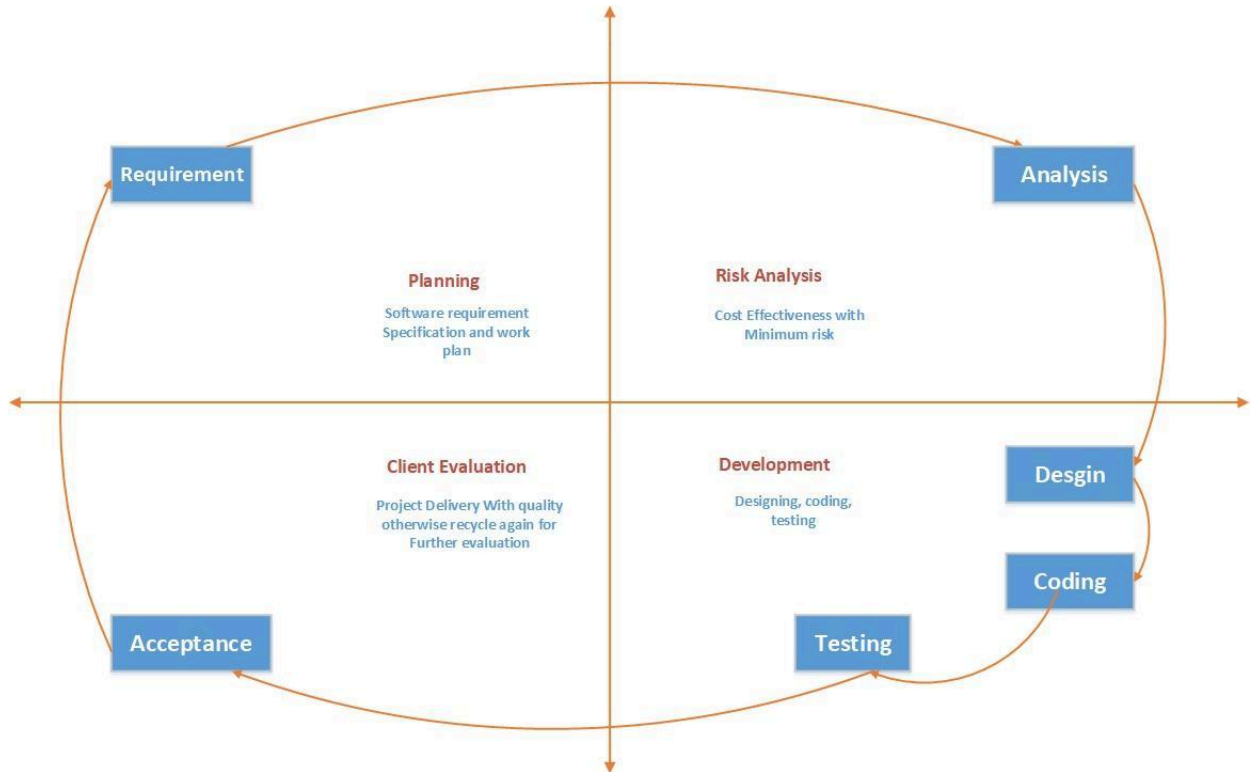 Requirement
Analysis
Planning
Software requirement
Specification and work
plan
Risk Analysis
Cost Effectiveness with
Minimum risk
Client Evaluation
Project Delivery With quality
otherwise recycle again for
Further evaluation
Development
Designing, coding,
testing
Desgin
Coding
Testing
Acceptance